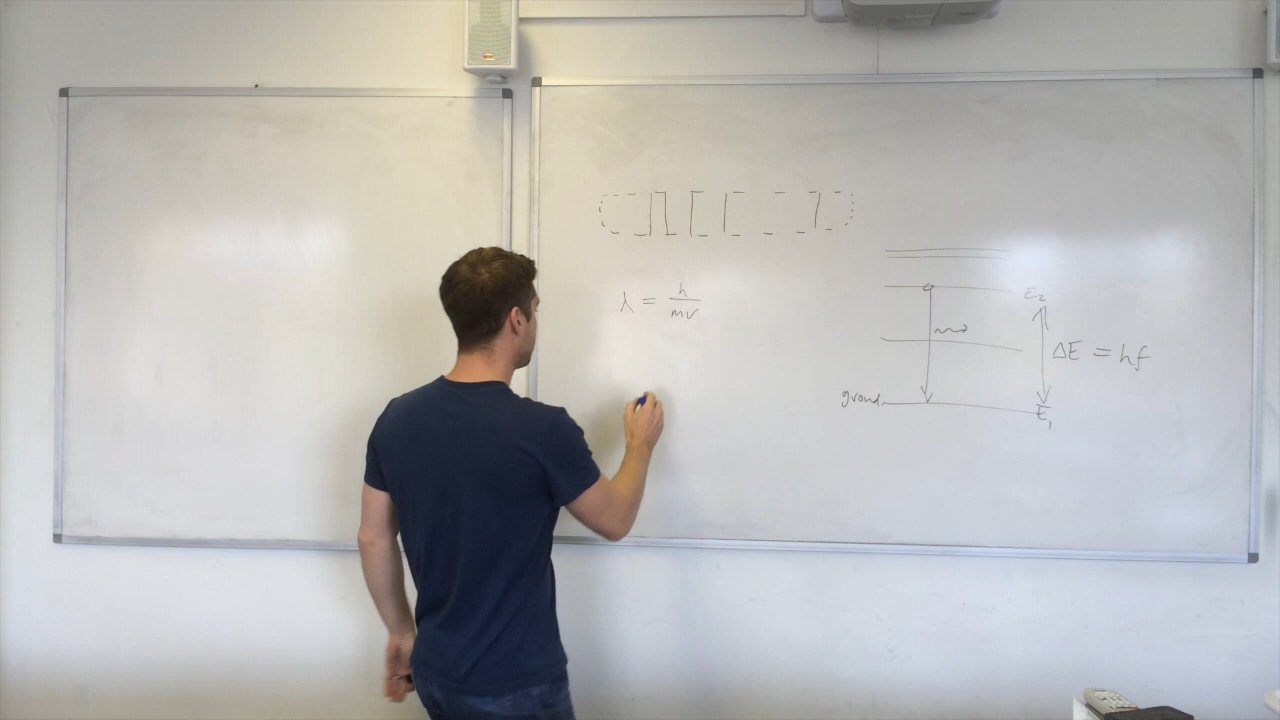 λ = h/mv
E₂
ΔE = hf
ground
E₁